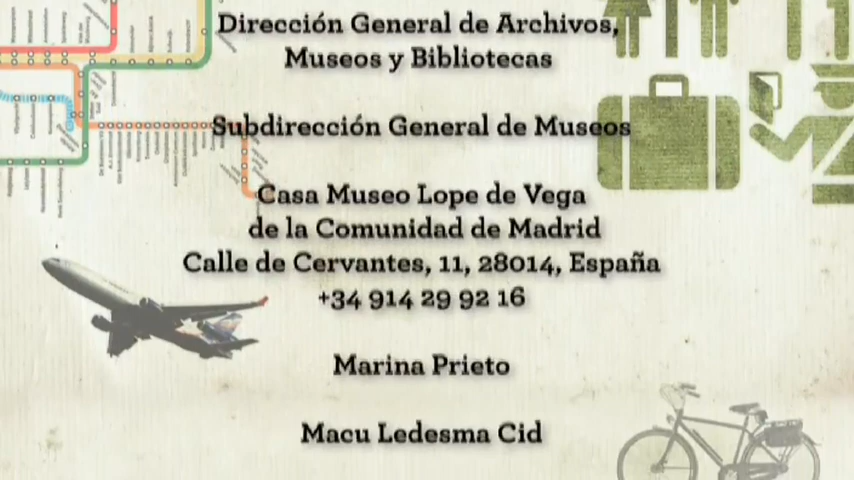 Dirección General de Archivos,
Museos y Bibliotecas
Subdirección General de Museos
Casa Museo Lope de Vega
de la Comunidad de Madrid
Calle de Cervantes, 11, 28014, España
+34 914 29 92 16
Marina Prieto
Macu Ledesma Cid